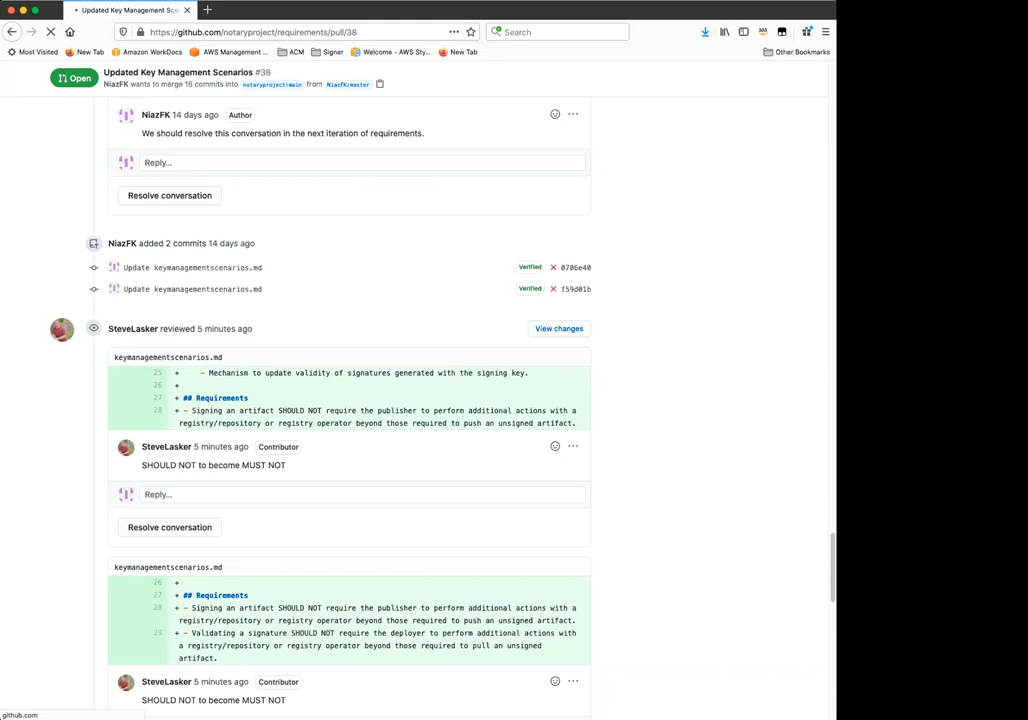 Updated Key Management Sce
https://github.com/notaryproject/requirements/pull/38
Search
Most Visited
New Tab
Amazon WorkDocs
AWS Management ...
ACM
Signer
Welcome - AWS Sty...
New Tab
Other Bookmarks
Open
Updated Key Management Scenarios #38
NiazFK wants to merge 16 commits into notaryproject:main from NiazFK:master
NiazFK 14 days ago Author
We should resolve this conversation in the next iteration of requirements.
Reply...
Resolve conversation
NiazFK added 2 commits 14 days ago
Update keymanagementscenarios.md Verified 0706e40
Update keymanagementscenarios.md Verified f59d01b
SteveLasker reviewed 5 minutes ago
View changes
keymanagementscenarios.md
25 + - Mechanism to update validity of signatures generated with the signing key.
26 +
27 + ## Requirements
28 + - Signing an artifact SHOULD NOT require the publisher to perform additional actions with a
registry/repository or registry operator beyond those required to push an unsigned artifact.
SteveLasker 5 minutes ago Contributor
SHOULD NOT to become MUST NOT
Reply...
Resolve conversation
keymanagementscenarios.md
26 +
27 + ## Requirements
28 + - Signing an artifact SHOULD NOT require the publisher to perform additional actions with a
registry/repository or registry operator beyond those required to push an unsigned artifact.
29 + - Validating a signature SHOULD NOT require the deployer to perform additional actions with
a registry/repository or registry operator beyond those required to pull an unsigned
artifact.
SteveLasker 5 minutes ago Contributor
SHOULD NOT to become MUST NOT
github.com